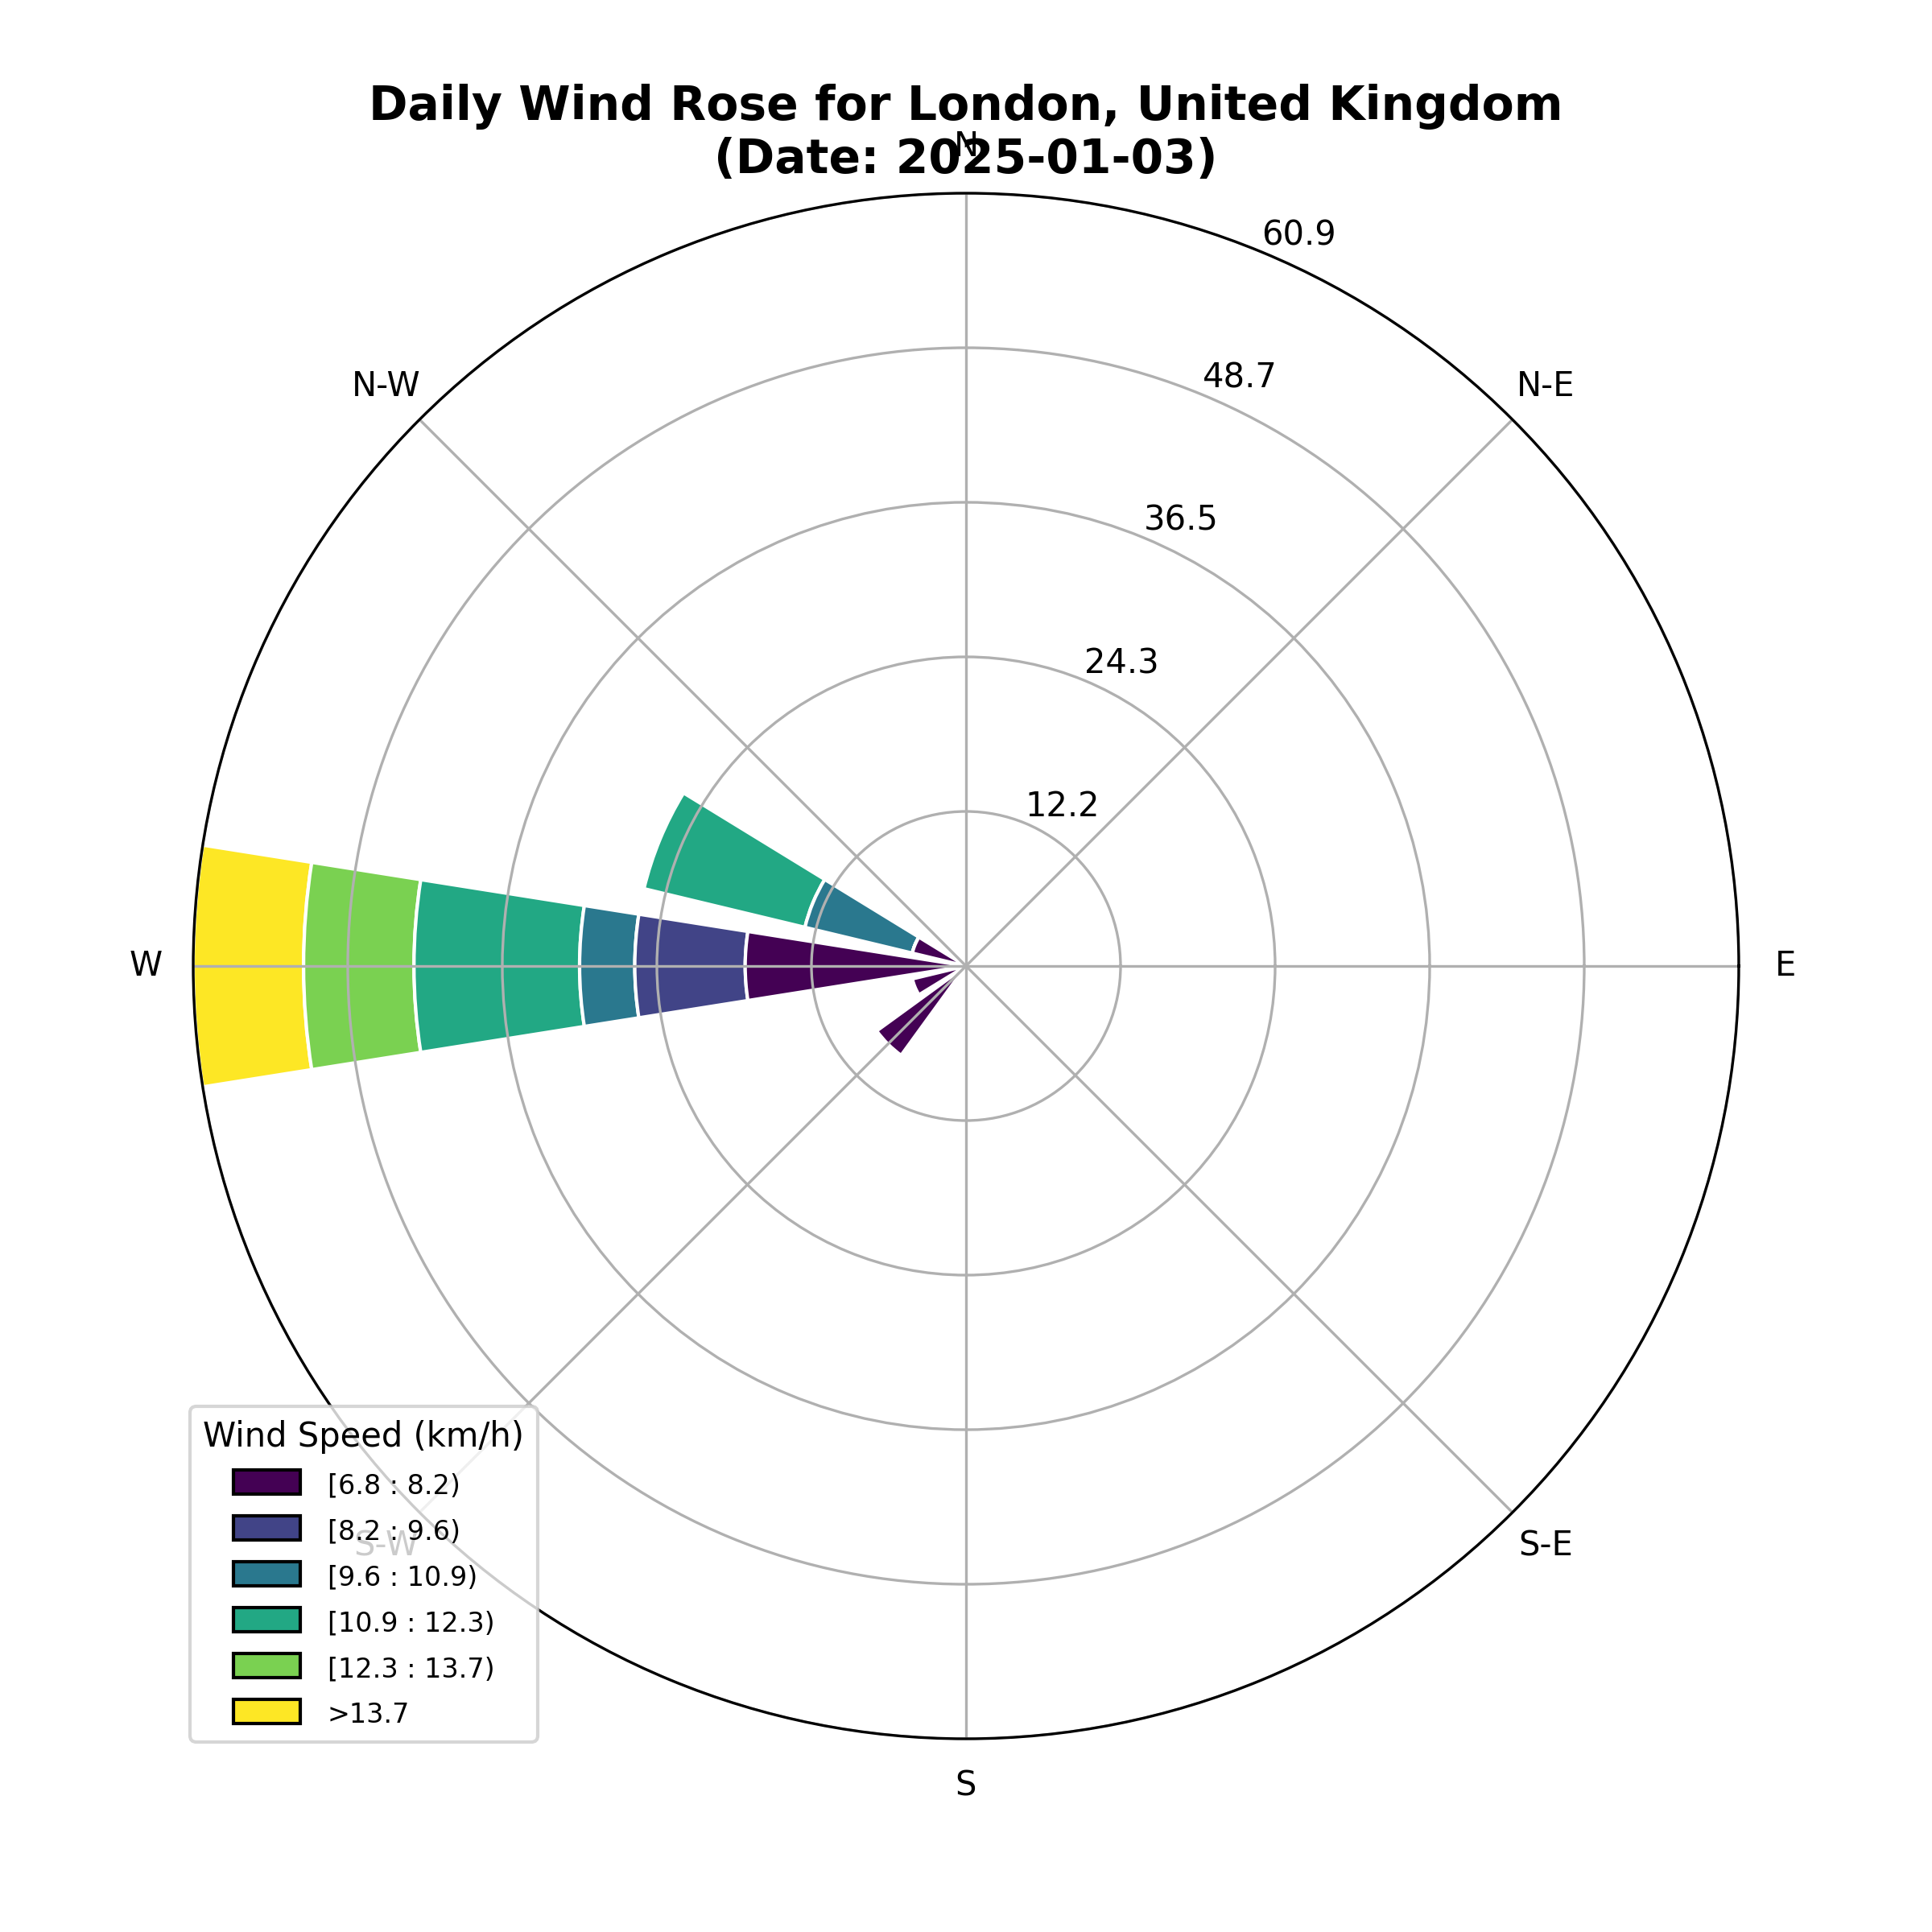 Daily Wind Rose for London, United Kingdom
(Date: 2025-01-03)
N
60.9
48.7
N-W
N-E
36.5
24.3
12.2
W
E
Wind Speed (km/h)
[6.8 : 8.2)
[8.2 : 9.6)
S-W
S-E
[9.6 : 10.9)
[10.9 : 12.3)
[12.3 : 13.7)
>13.7
S